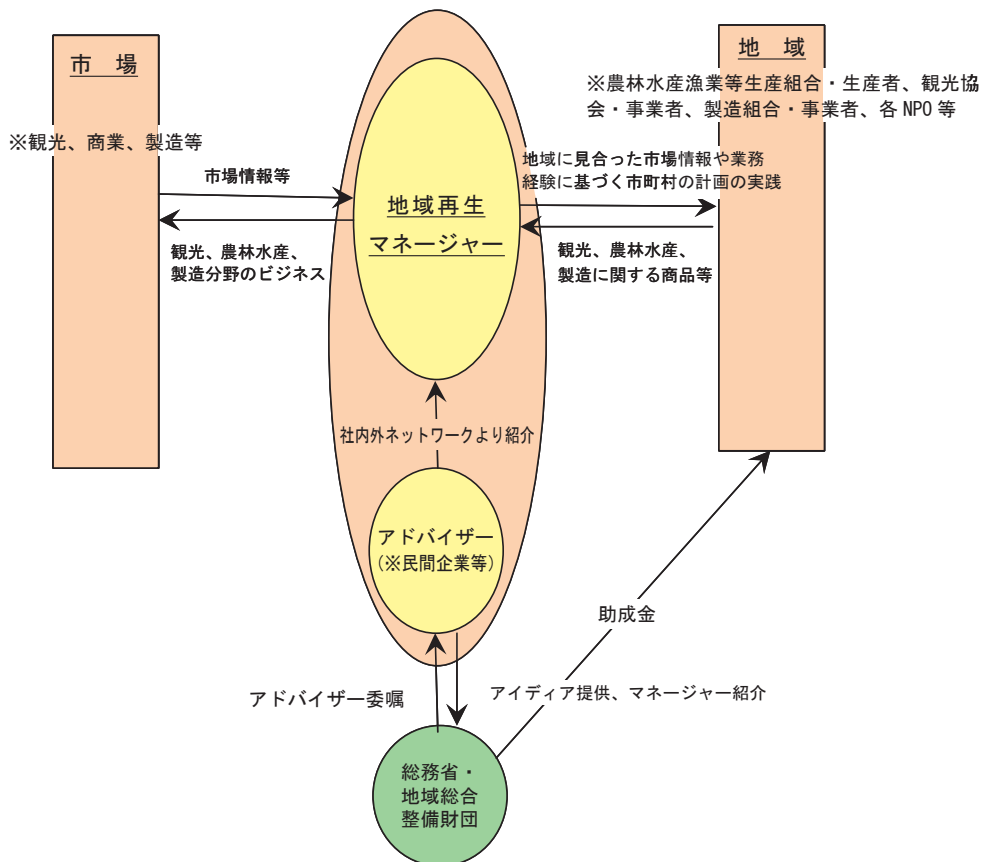 市　場
※観光、商業、製造等
地　域
※農林水産漁業等生産組合・生産者、観光協
会・事業者、製造組合・事業者、各 NPO 等
市場情報等
観光、農林水産、
製造分野のビジネス
地域再生
マネージャー
地域に見合った市場情報や業務
経験に基づく市町村の計画の実践
観光、農林水産、
製造に関する商品等
社内外ネットワークより紹介
アドバイザー
(※民間企業等)
助成金
アドバイザー委嘱
アイディア提供、マネージャー紹介
総務省・
地域総合
整備財団